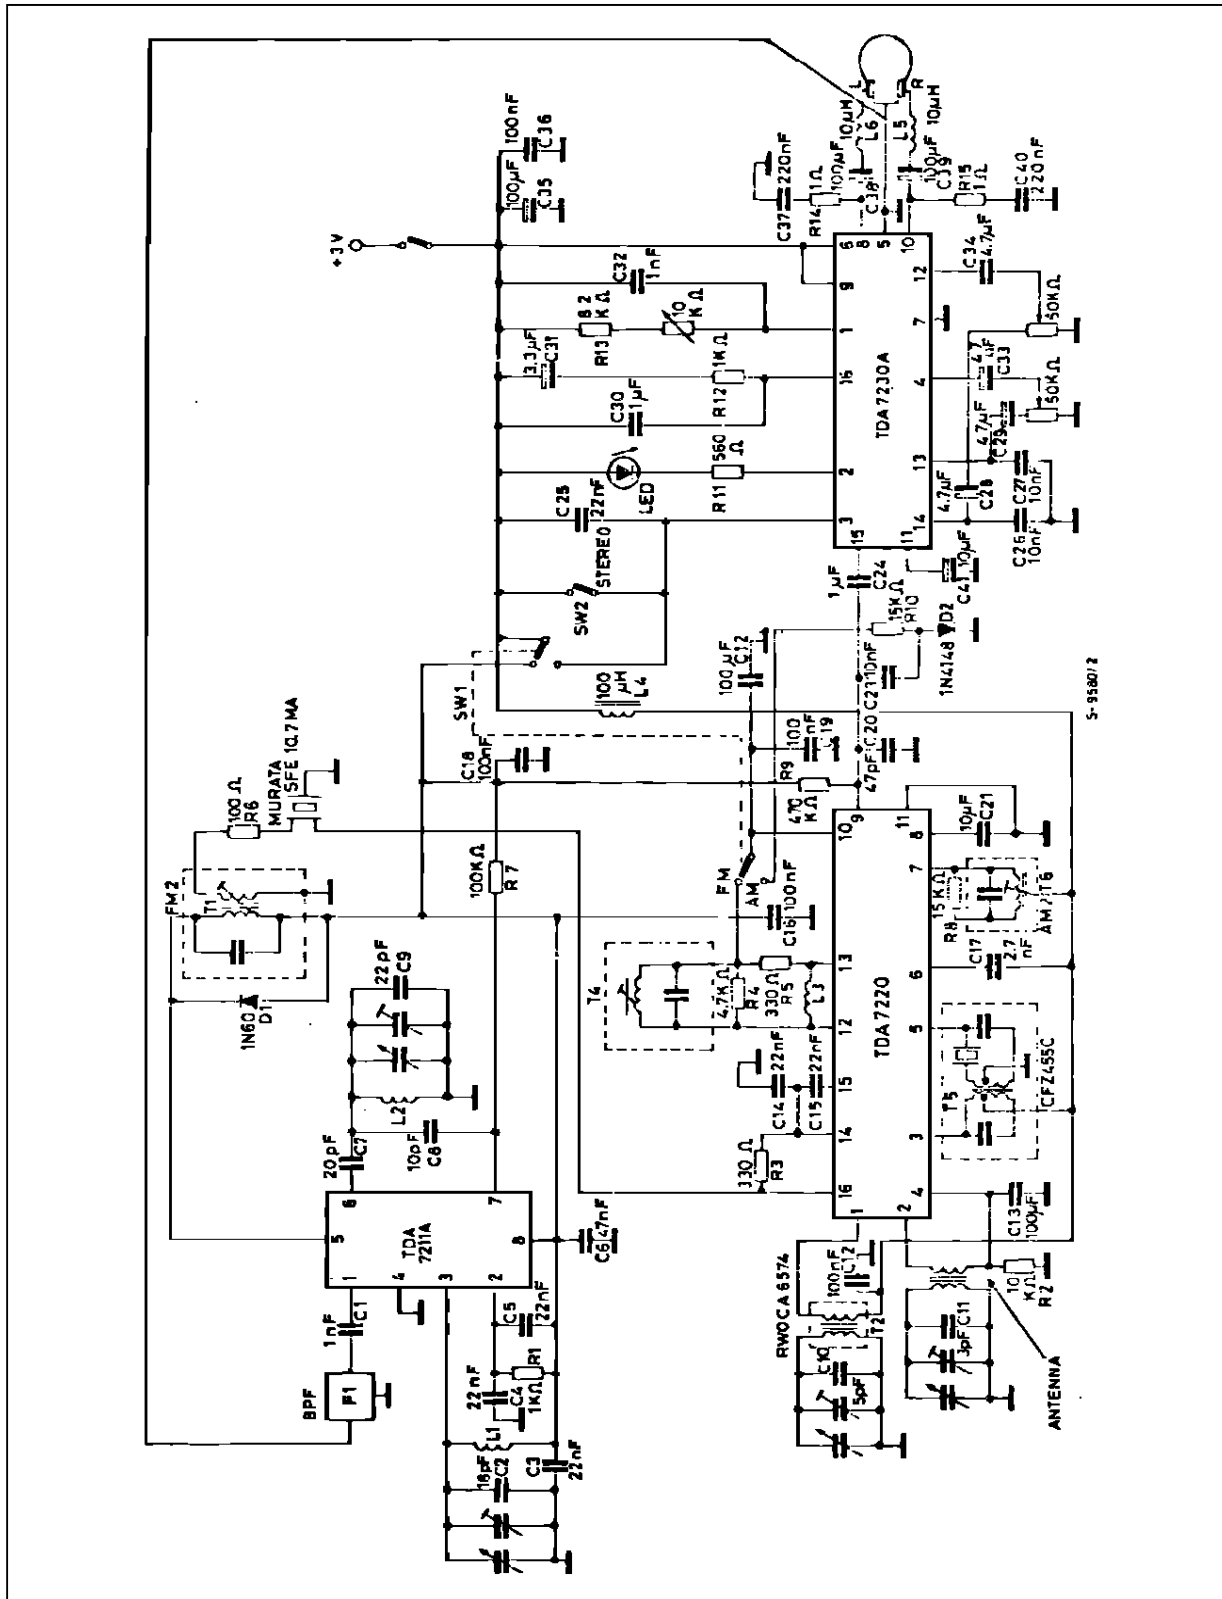 +3V
100µF
C35
100nF
C36
C37
220nF
R14
1Ω
100µF
C38
10µH
L6
L
R
10µH
L5
100µF
C39
R15
1Ω
C40
220nF
C32
1nF
R13
KΩ
10
KΩ
3.3µF
C31
R12
1KΩ
C30
1µF
LED
R11
560
Ω
C25
22nF
STEREO
SW2
SW1
100
µH
L4
TDA7230A
6
8
5
10
9
1
16
2
3
15
11
14
13
4
7
12
C34
4.7µF
50KΩ
4.7
µF
C33
50KΩ
4.7µF
C29
4.7µF
C28
C27
10nF
C26
10nF
C41
10µF
1µF
C24
15KΩ
R10
1N4148
D2
10nF
100µF
C12
100
nF
47pF
C20
R9
470
KΩ
S-9580/2
C18
100nF
MURATA
SFE 10.7MA
100Ω
R6
FM2
T1
1N60
D1
22pF
C9
L2
10pF
C8
20pF
C7
100KΩ
R7
TDA
7211A
6
5
7
1
4
3
2
8
C6
47nF
1nF
C1
BPF
F1
C5
22nF
R1
1KΩ
22nF
C4
L1
16pF
C2
C3
22nF
FM
AM
C16
100nF
T4
4.7KΩ
R4
330Ω
R5
L3
C14
22nF
C15
22nF
330Ω
R3
TDA7220
10
9
11
13
12
15
14
16
1
2
4
3
5
6
7
8
10µF
C21
15KΩ
R8
AM2
T6
C17
2.7
nF
T5
CFZ455C
C13
100µF
10
KΩ
R2
100nF
C12
RWOCA6574
T2
C10
5pF
C11
3pF
ANTENNA